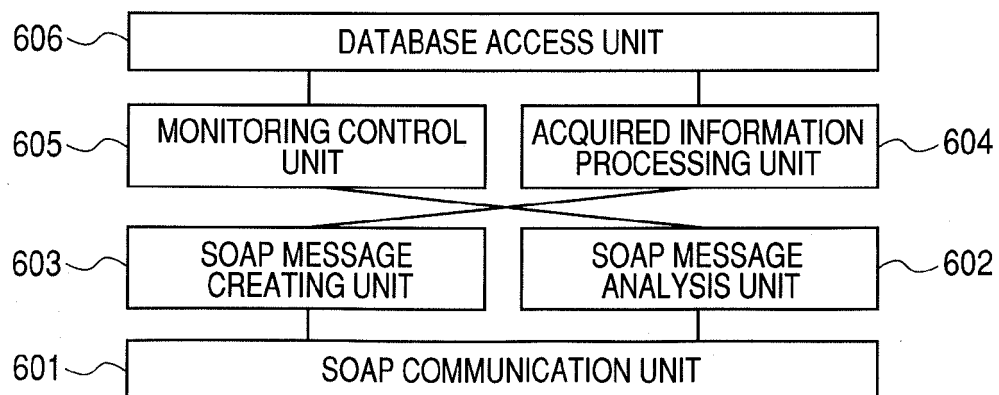 606
DATABASE ACCESS UNIT
605
MONITORING CONTROL
UNIT
ACQUIRED INFORMATION
PROCESSING UNIT
604
603
SOAP MESSAGE
CREATING UNIT
SOAP MESSAGE
ANALYSIS UNIT
602
601
SOAP COMMUNICATION UNIT